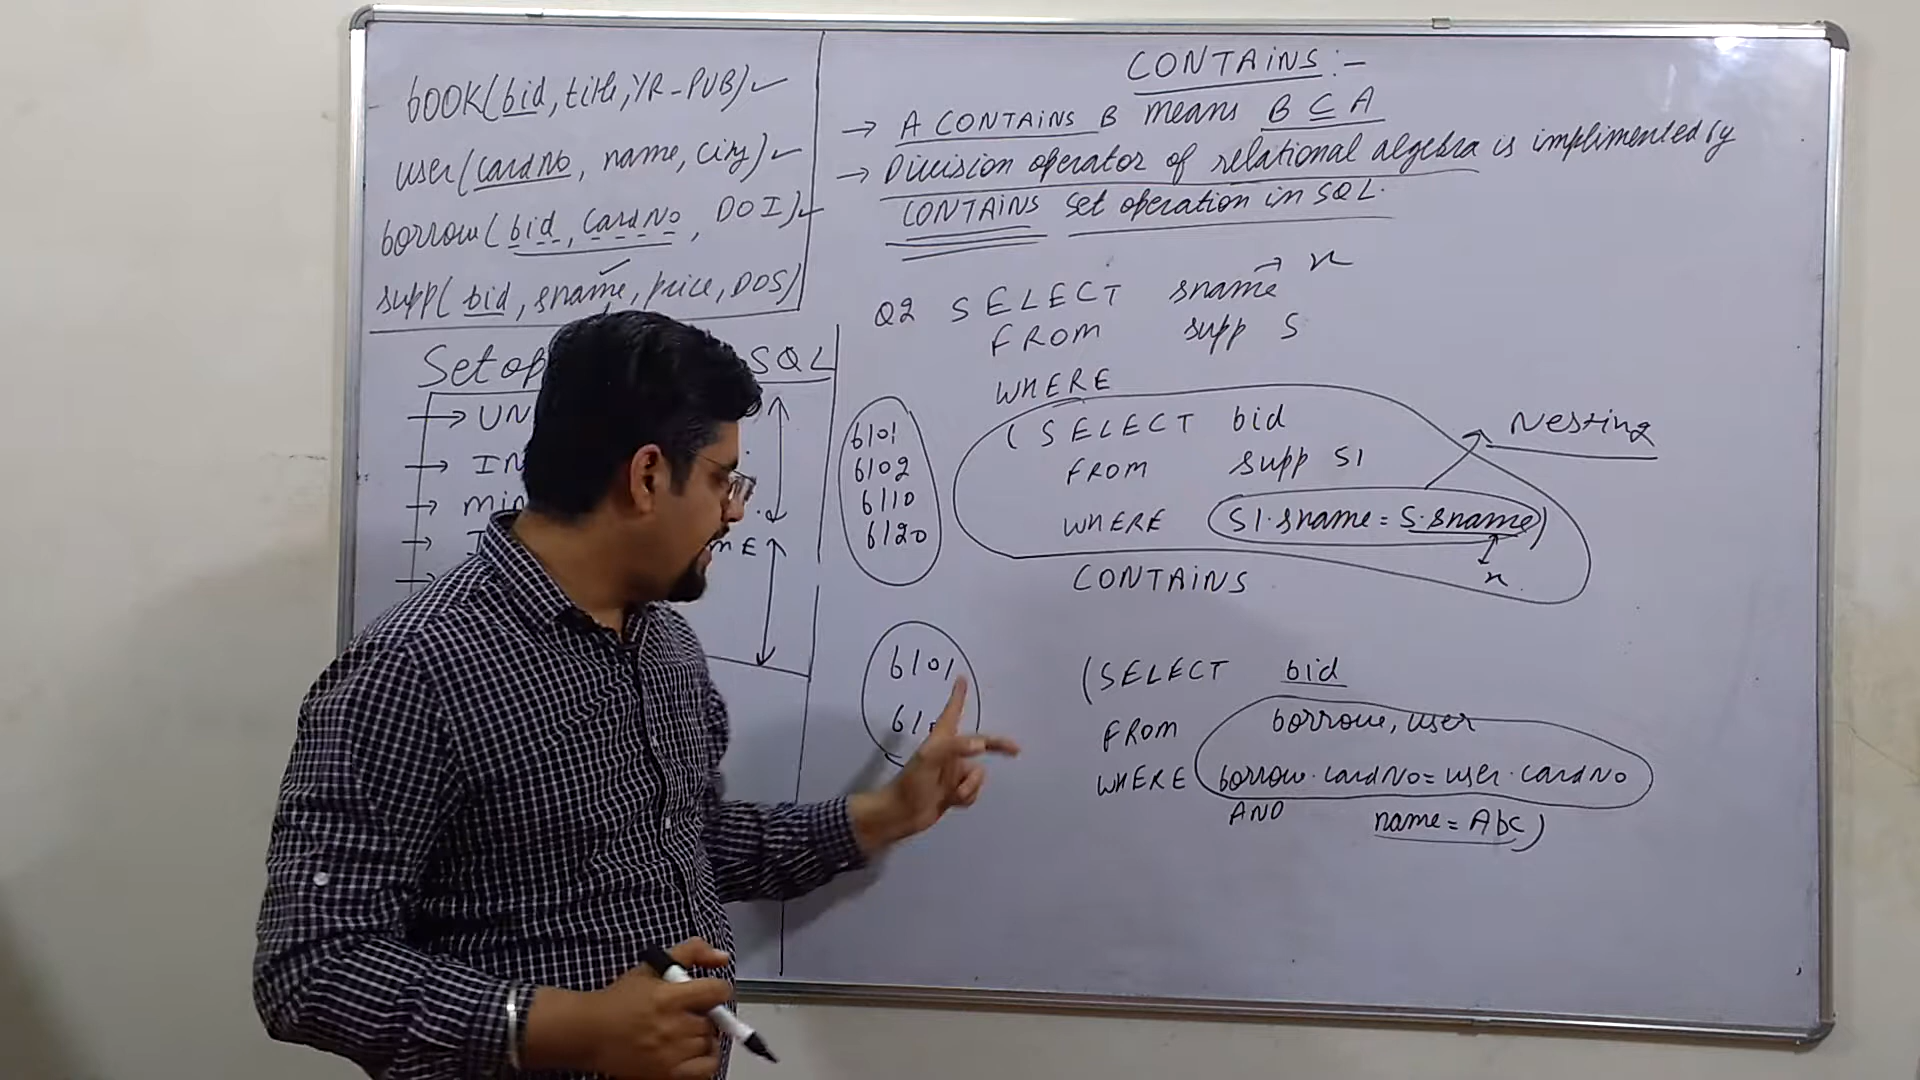 BOOK(bid, title, YR-PUB)
user(cardNo, name, city)
borrow(bid, cardNo, DOI)
supp(bid, sname, price, DOS)
Set op SQL
UN
IN
min
ME
CONTAINS :-
→ A CONTAINS B means B ⊆ A
→ Division operator of relational algebra is implimented by
CONTAINS set operation in SQL.
Q2 SELECT sname → x
FROM supp S
WHERE
(SELECT bid
FROM supp S1
WHERE S1.sname = S.sname)
x
Nesting
CONTAINS
(SELECT bid
FROM borrow, user
WHERE borrow.cardNo = user.cardNo
AND name = Abc)
b101
b102
b110
b120
b101